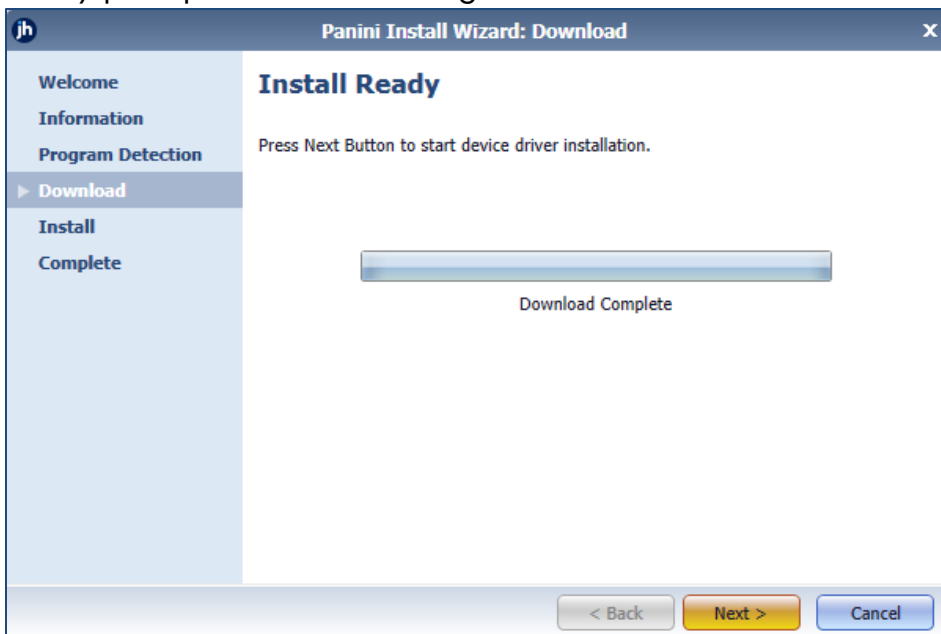 jh
Panini Install Wizard: Download
x
Welcome
Information
Program Detection
Download
Install
Complete
Install Ready
Press Next Button to start device driver installation.
Download Complete
< Back
Next >
Cancel